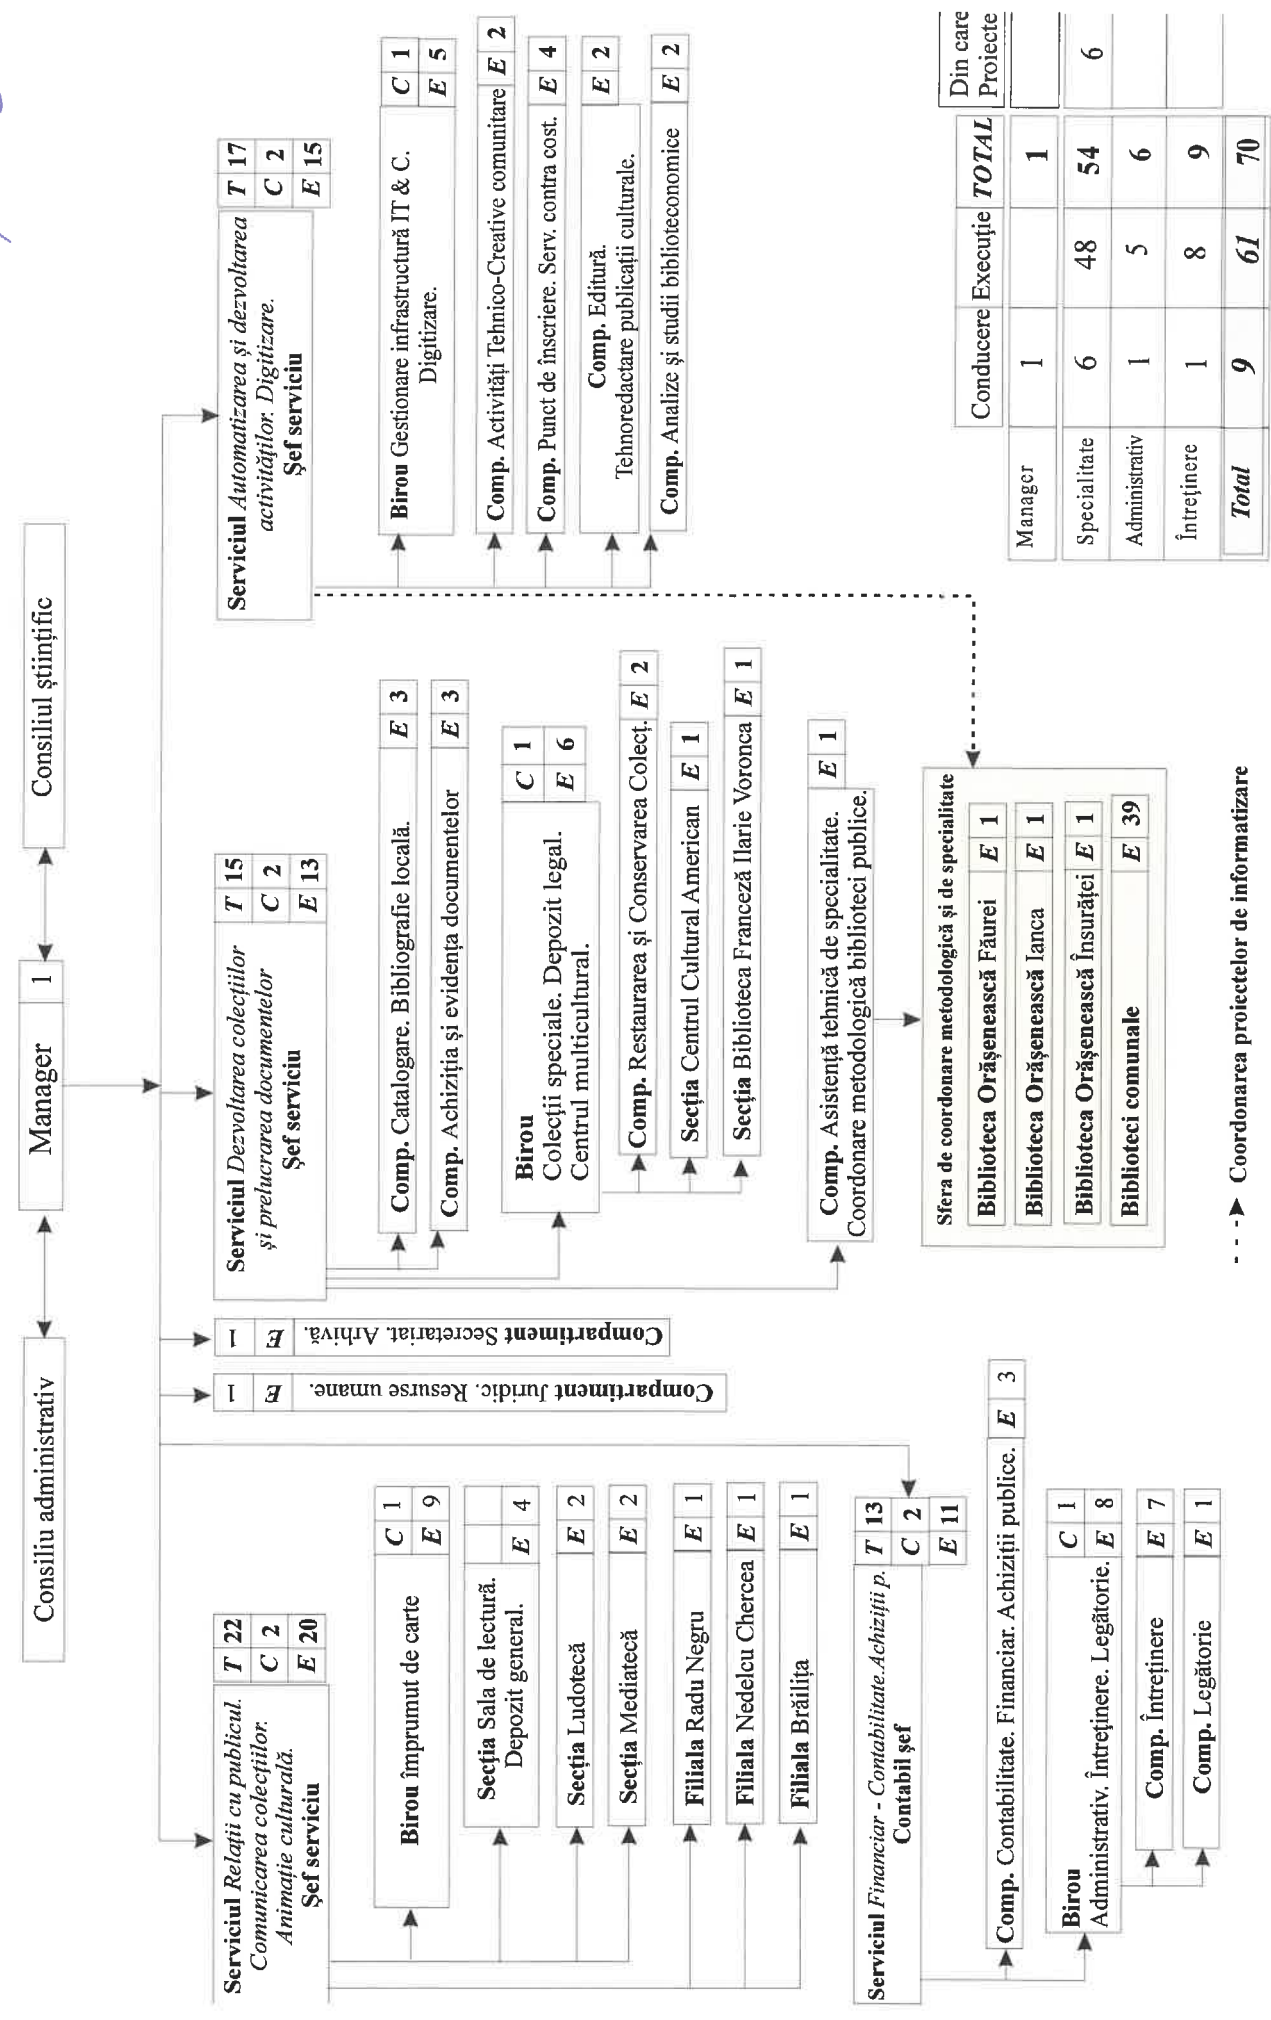 Consiliu administrativ
Manager 1
Consiliul științific
Serviciul Relații cu publicul.
Comunicarea colecțiilor.
Animație culturală.
Șef serviciu
T 22
C 2
E 20
Birou împrumut de carte
C 1
E 9
Secția Sala de lectură.
Depozit general.
E 4
Secția Ludotecă E 2
Secția Mediatecă E 2
Filiala Radu Negru E 1
Filiala Nedelcu Chercea E 1
Filiala Brăilița E 1
Serviciul Financiar - Contabilitate.Achiziții p.
Contabil șef
T 13
C 2
E 11
Comp. Contabilitate. Financiar. Achiziții publice. E 3
Birou
Administrativ. Întreținere. Legătorie.
C 1
E 8
Comp. Întreținere E 7
Comp. Legătorie E 1
Compartiment Juridic. Resurse umane. E 1
Compartiment Secretariat. Arhivă. E 1
Serviciul Dezvoltarea colecțiilor
și prelucrarea documentelor
Șef serviciu
T 15
C 2
E 13
Comp. Catalogare. Bibliografie locală. E 3
Comp. Achiziția și evidența documentelor E 3
Birou
Colecții speciale. Depozit legal.
Centrul multicultural.
C 1
E 6
Comp. Restaurarea și Conservarea Colecț. E 2
Secția Centrul Cultural American E 1
Secția Biblioteca Franceză Ilarie Voronca E 1
Comp. Asistență tehnică de specialitate.
Coordonare metodologică biblioteci publice.
E 1
Sfera de coordonare metodologică și de specialitate
Biblioteca Orășenească Făurei E 1
Biblioteca Orășenească Ianca E 1
Biblioteca Orășenească Însurăței E 1
Biblioteci comunale E 39
Coordonarea proiectelor de informatizare
Serviciul Automatizarea și dezvoltarea
activităților. Digitizare.
Șef serviciu
T 17
C 2
E 15
Birou Gestionare infrastructură IT & C.
Digitizare.
C 1
E 5
Comp. Activități Tehnico-Creative comunitare E 2
Comp. Punct de înscriere. Serv. contra cost. E 4
Comp. Editură.
Tehnoredactare publicații culturale.
E 2
Comp. Analize și studii biblioteconomice E 2
Conducere Execuție TOTAL Din care
Proiecte
Manager 1 1
Specialitate 6 48 54 6
Administrativ 1 5 6
Întreținere 1 8 9
Total 9 61 70